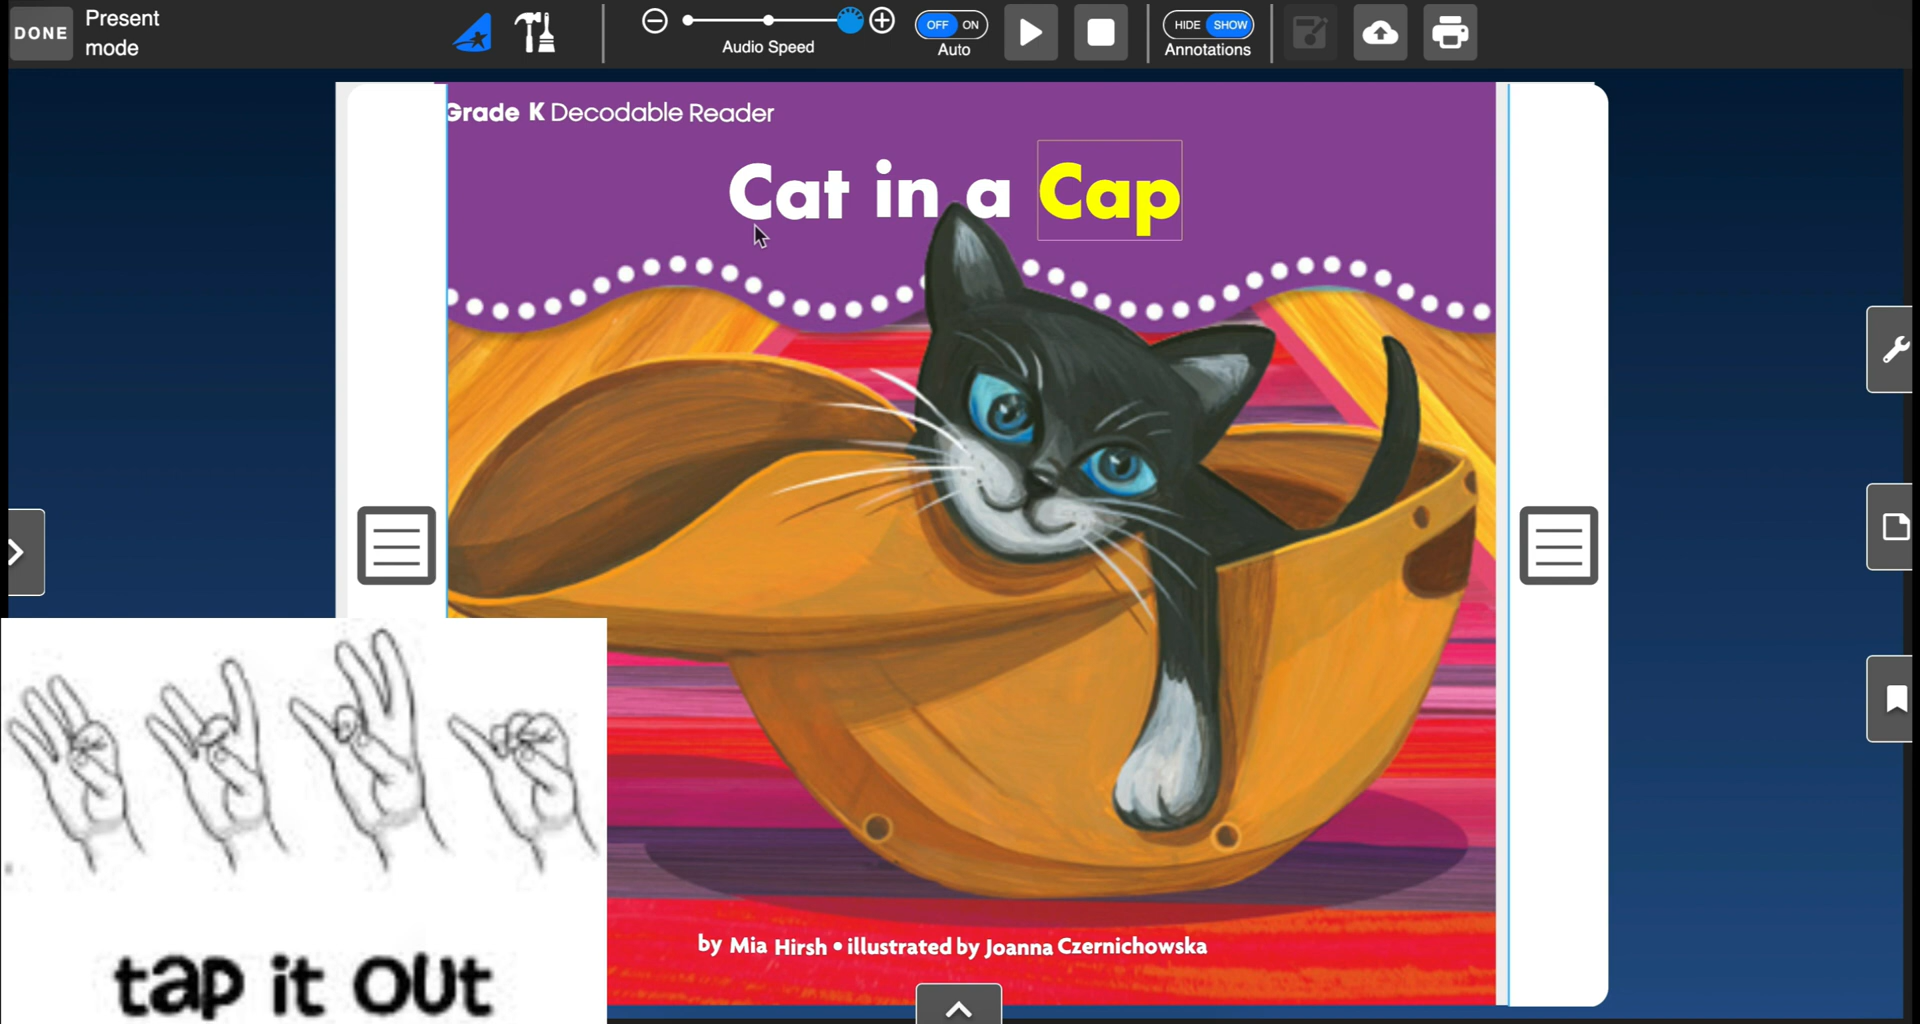 DONE
Present
mode
Audio Speed
OFF ON
Auto
HIDE SHOW
Annotations
Grade K Decodable Reader
Cat in a Cap
by Mia Hirsh • illustrated by Joanna Czernichowska
tap it out